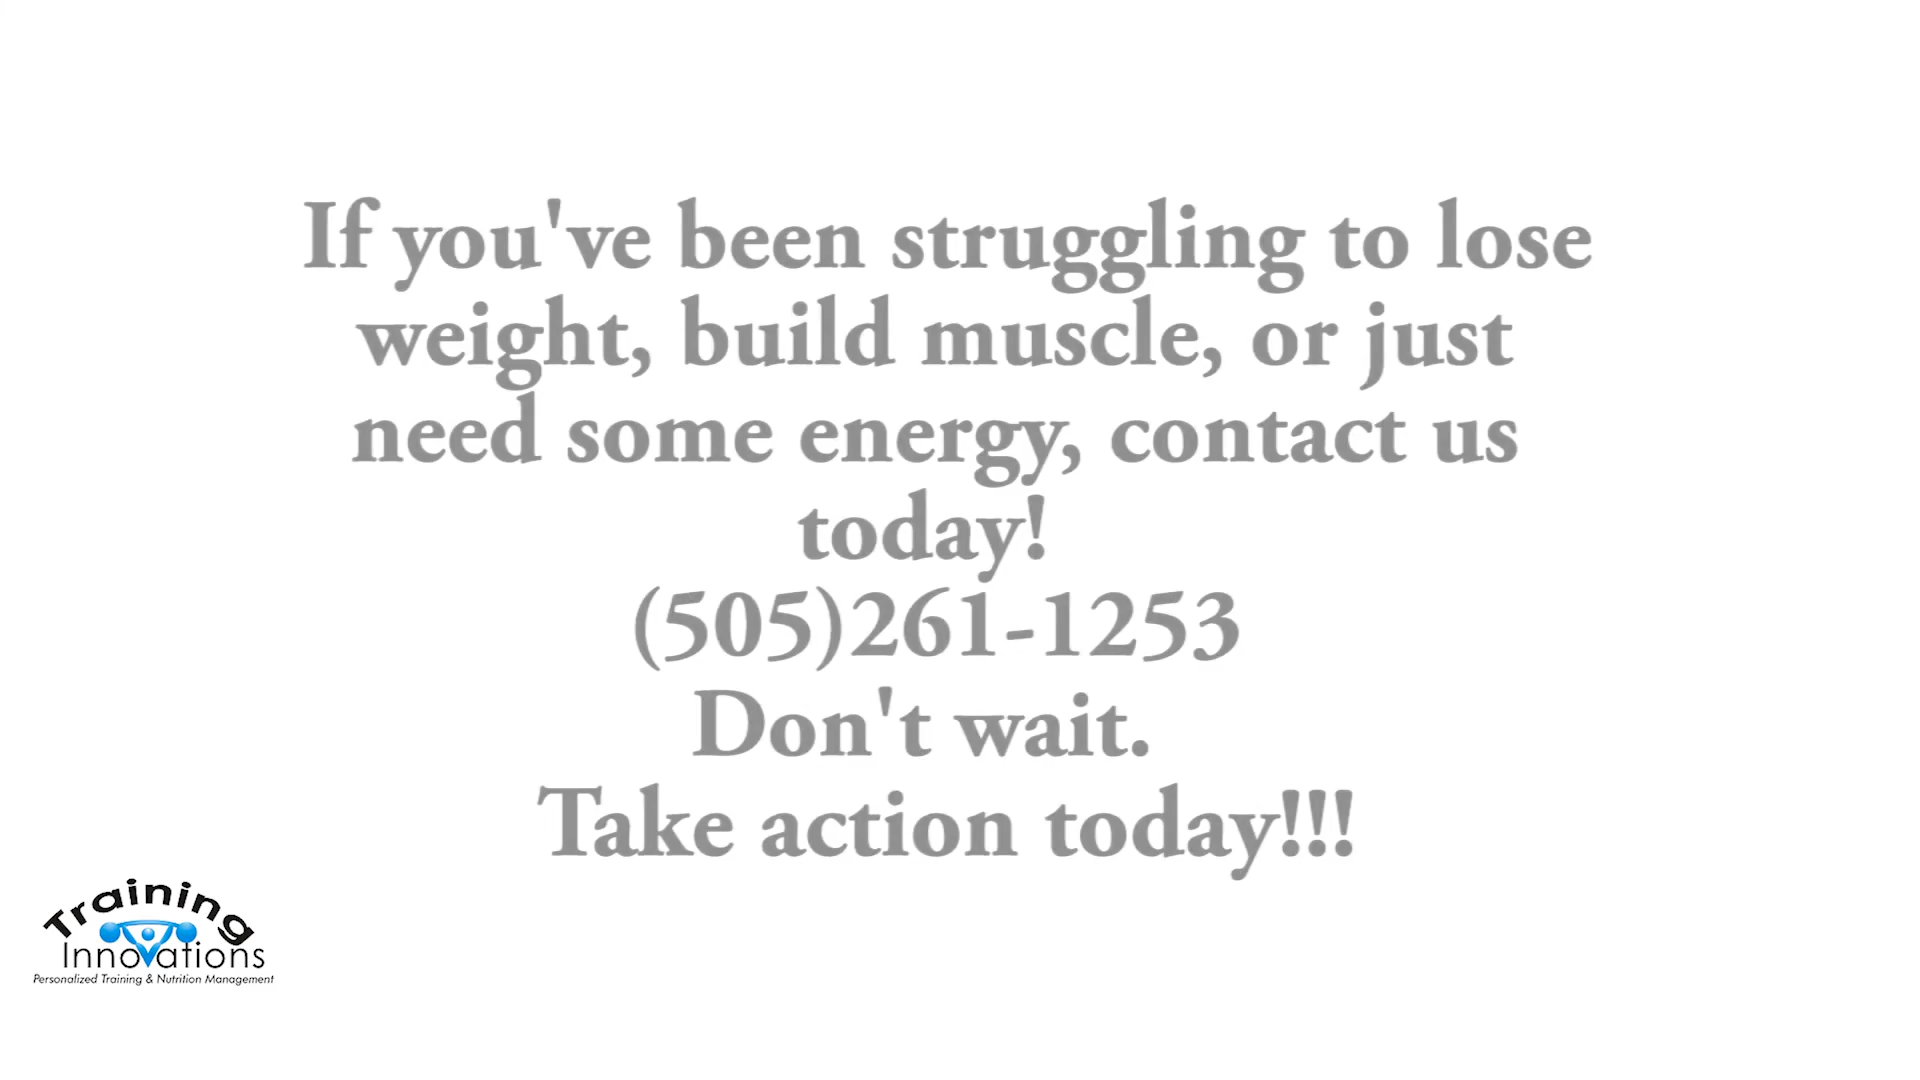 If you've been struggling to lose
weight, build muscle, or just
need some energy, contact us
today!
(505)261-1253
Don't wait.
Take action today!!!
Training
Innovations
Personalized Training & Nutrition Management